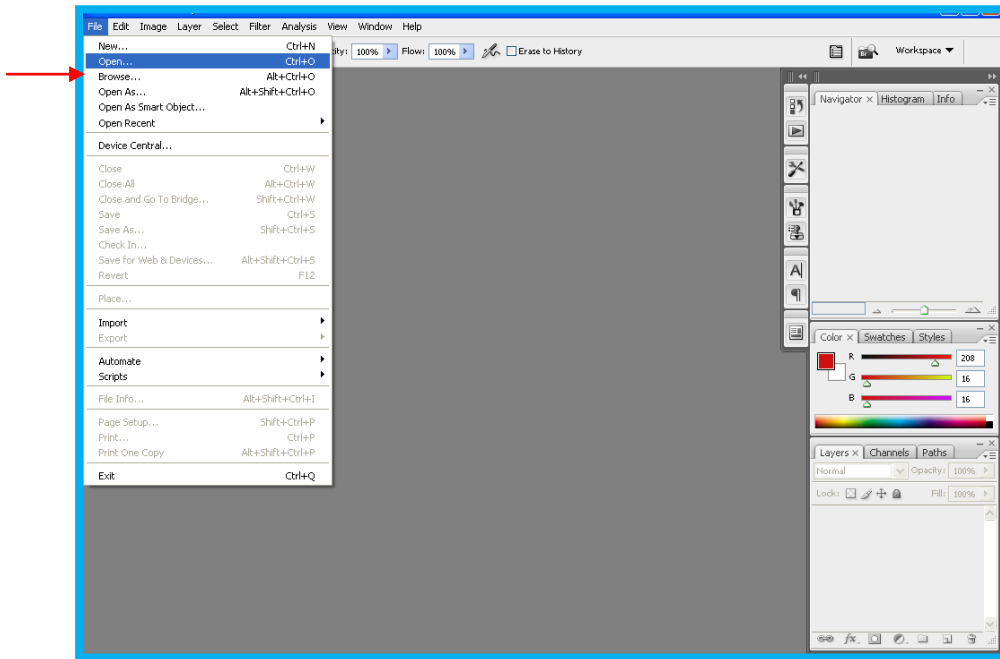 File Edit Image Layer Select Filter Analysis View Window Help
New... Ctrl+N
Open... Ctrl+O
Browse... Alt+Ctrl+O
Open As... Alt+Shift+Ctrl+O
Open As Smart Object...
Open Recent
Device Central...
Close Ctrl+W
Close All Alt+Ctrl+W
Close and Go To Bridge... Shift+Ctrl+W
Save Ctrl+S
Save As... Shift+Ctrl+S
Check In...
Save for Web & Devices... Alt+Shift+Ctrl+S
Revert F12
Place...
Import
Export
Automate
Scripts
File Info... Alt+Shift+Ctrl+I
Page Setup... Shift+Ctrl+P
Print... Ctrl+P
Print One Copy Alt+Shift+Ctrl+P
Exit Ctrl+Q
100% Flow: 100% Erase to History Workspace
Navigator Histogram Info
Color Swatches Styles
R 208
G 16
B 16
Layers Channels Paths
Normal Opacity: 100%
Lock: Fill: 100%
fx.